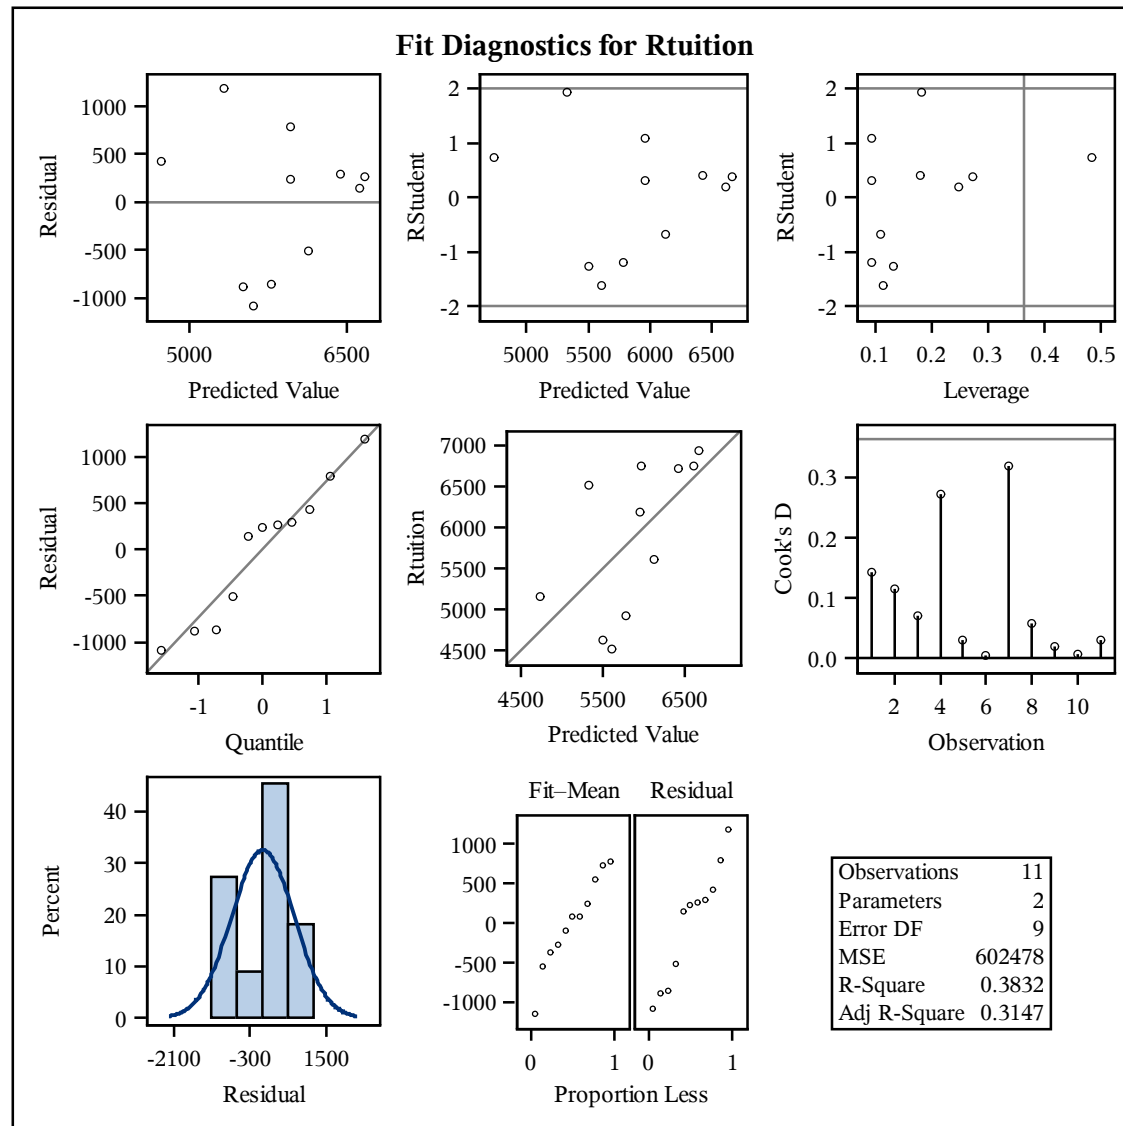 Fit Diagnostics for Rtuition
1000
500
0
-500
-1000
Residual
5000 6500
Predicted Value
2
1
0
-1
-2
RStudent
5000 5500 6000 6500
Predicted Value
2
1
0
-1
-2
RStudent
0.1 0.2 0.3 0.4 0.5
Leverage
1000
500
0
-500
-1000
Residual
-1 0 1
Quantile
7000
6500
6000
5500
5000
4500
Rtuition
4500 5500 6500
Predicted Value
0.3
0.2
0.1
0.0
Cook's D
2 4 6 8 10
Observation
40
30
20
10
0
Percent
-2100 -300 1500
Residual
Fit–Mean Residual
1000
500
0
-500
-1000
0 1 0 1
Proportion Less
Observations 11
Parameters 2
Error DF 9
MSE 602478
R-Square 0.3832
Adj R-Square 0.3147